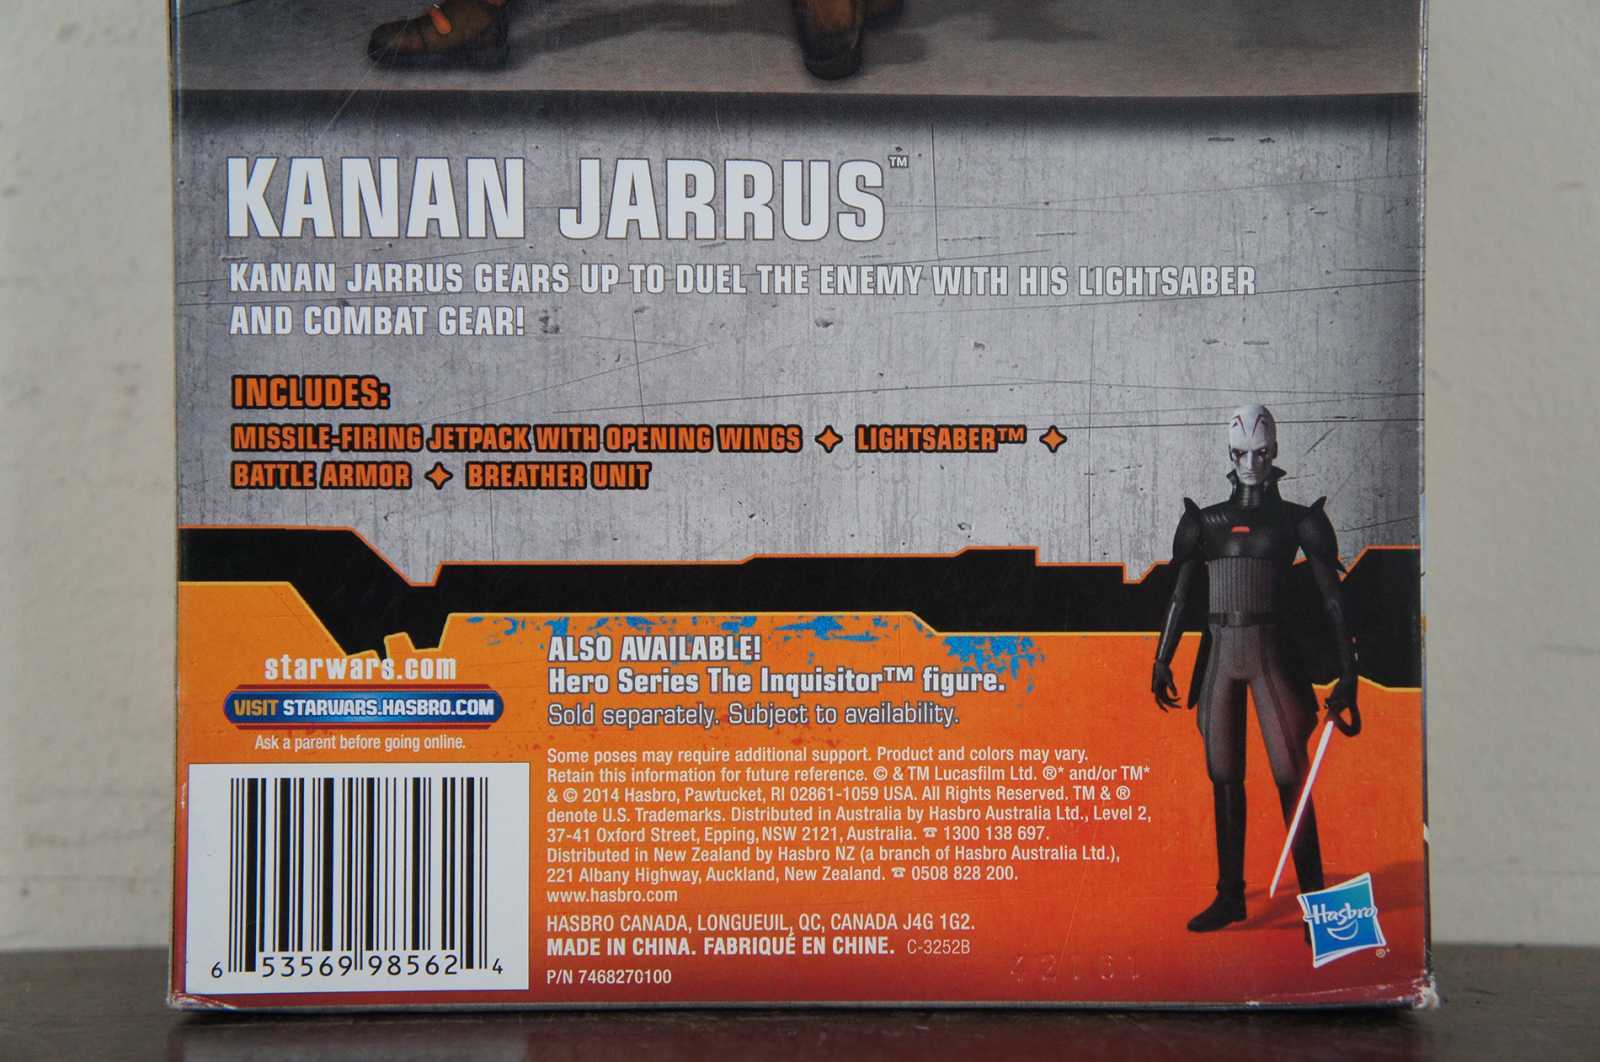 KANAN JARRUS™
KANAN JARRUS GEARS UP TO DUEL THE ENEMY WITH HIS LIGHTSABER
AND COMBAT GEAR!
INCLUDES:
MISSILE-FIRING JETPACK WITH OPENING WINGS ✦ LIGHTSABER™ ✦
BATTLE ARMOR ✦ BREATHER UNIT
starwars.com
VISIT STARWARS.HASBRO.COM
Ask a parent before going online.
6 53569 98562 4
ALSO AVAILABLE!
Hero Series The Inquisitor™ figure.
Sold separately. Subject to availability.
Some poses may require additional support. Product and colors may vary.
Retain this information for future reference. © & TM Lucasfilm Ltd. ®* and/or TM*
& © 2014 Hasbro, Pawtucket, RI 02861-1059 USA. All Rights Reserved. TM & ®
denote U.S. Trademarks. Distributed in Australia by Hasbro Australia Ltd., Level 2,
37-41 Oxford Street, Epping, NSW 2121, Australia. ☎ 1300 138 697.
Distributed in New Zealand by Hasbro NZ (a branch of Hasbro Australia Ltd.),
221 Albany Highway, Auckland, New Zealand. ☎ 0508 828 200.
www.hasbro.com
HASBRO CANADA, LONGUEUIL, QC, CANADA J4G 1G2.
MADE IN CHINA. FABRIQUÉ EN CHINE. C-3252B
P/N 7468270100
Hasbro ®